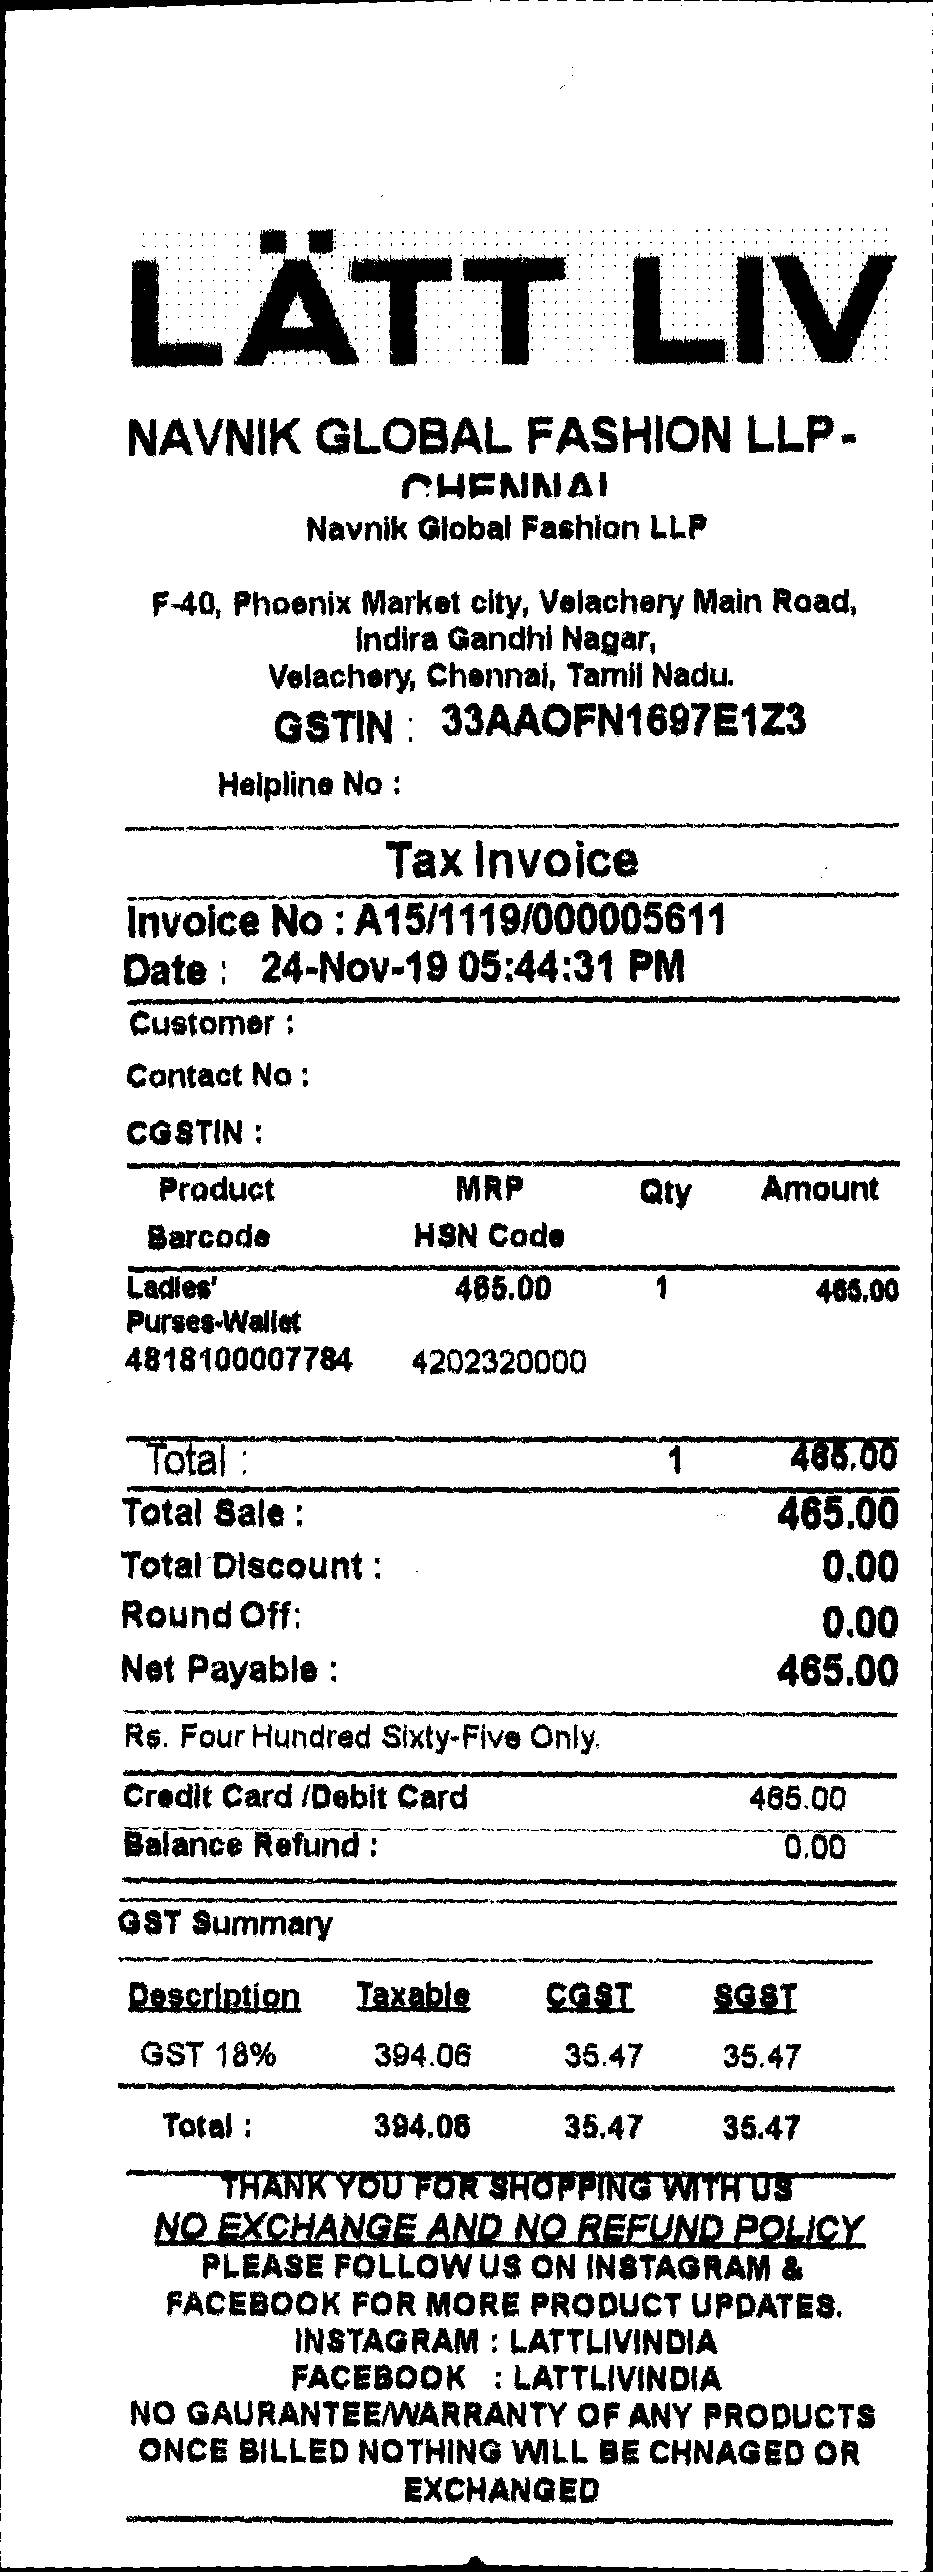 LÄTT LIV
NAVNIK GLOBAL FASHION LLP -
CHENNAI
Navnik Global Fashion LLP
F-40, Phoenix Market city, Velachery Main Road,
Indira Gandhi Nagar,
Velachery, Chennai, Tamil Nadu.
GSTIN : 33AAOFN1697E1Z3
Helpline No :
Tax Invoice
Invoice No : A15/1119/000005611
Date : 24-Nov-19 05:44:31 PM
Customer :
Contact No :
CGSTIN :
Product MRP Qty Amount
Barcode HSN Code
Ladies' 465.00 1 465.00
Purses-Wallet
4818100007784 4202320000
Total : 1 465.00
Total Sale : 465.00
Total Discount : 0.00
Round Off: 0.00
Net Payable : 465.00
Rs. Four Hundred Sixty-Five Only.
Credit Card /Debit Card 465.00
Balance Refund : 0.00
GST Summary
Description Taxable CGST SGST
GST 18% 394.06 35.47 35.47
Total : 394.06 35.47 35.47
THANK YOU FOR SHOPPING WITH US
NO EXCHANGE AND NO REFUND POLICY
PLEASE FOLLOW US ON INSTAGRAM &
FACEBOOK FOR MORE PRODUCT UPDATES.
INSTAGRAM : LATTLIVINDIA
FACEBOOK : LATTLIVINDIA
NO GAURANTEE/WARRANTY OF ANY PRODUCTS
ONCE BILLED NOTHING WILL BE CHNAGED OR
EXCHANGED